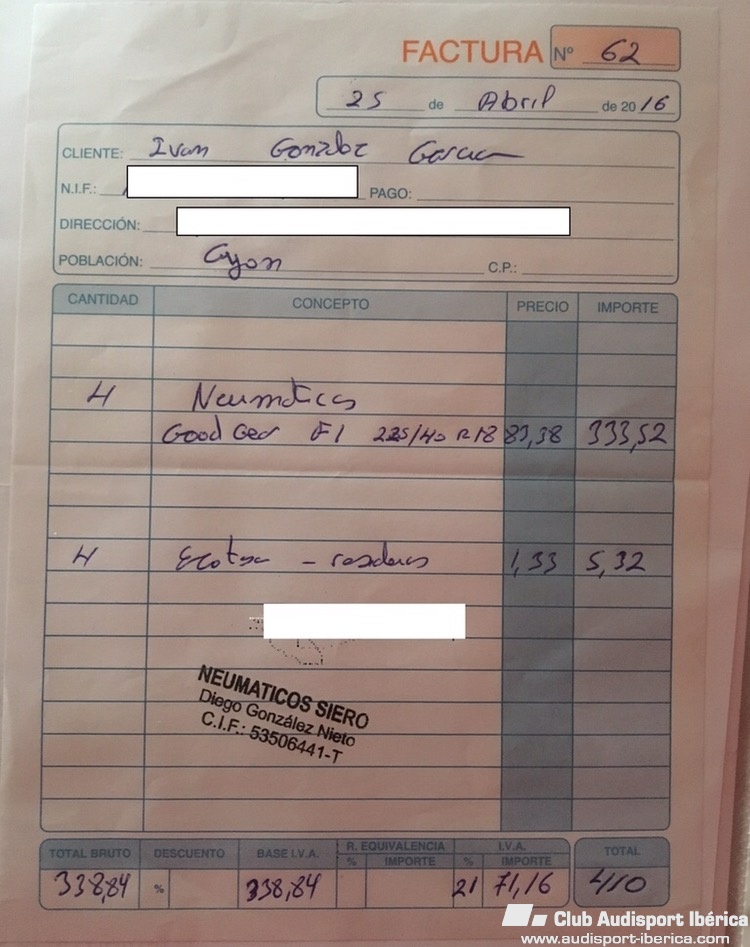 FACTURA Nº 62
25 de Abril de 2016
CLIENTE: Ivan Gonzalez Garcia
N.I.F.: PAGO:
DIRECCIÓN:
POBLACIÓN: Gyon C.P.:
CANTIDAD CONCEPTO PRECIO IMPORTE
4 Neumaticos
Good Gear F1 225/40 R18 83,38 333,52
4 Ecotasa - residuos 1,33 5,32
NEUMATICOS SIERO
Diego González Nieto
C.I.F.: 53506441-T
TOTAL BRUTO DESCUENTO BASE I.V.A. R. EQUIVALENCIA I.V.A. TOTAL
% IMPORTE % IMPORTE
338,84 % 338,84 21 71,16 410
Club Audisport Ibérica
www.audisport-iberica.com